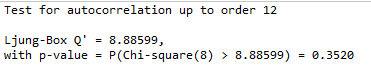 Test for autocorrelation up to order 12
Ljung-Box Q' = 8.88599,
with p-value = P(Chi-square(8) > 8.88599) = 0.3520